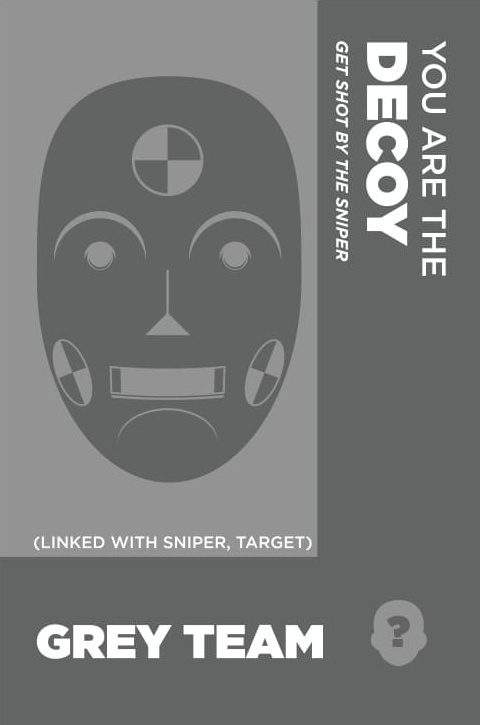 YOU ARE THE
DECOY
GET SHOT BY THE SNIPER
(LINKED WITH SNIPER, TARGET)
GREY TEAM
?